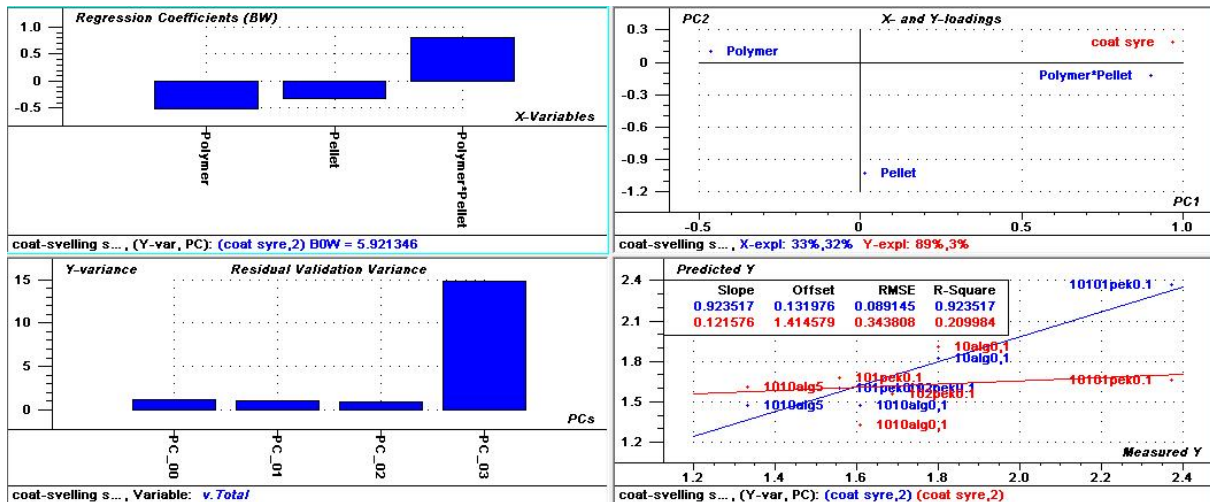 Regression Coefficients (BW)
1.0
0.5
0
-0.5
X-Variables
Polymer
Pellet
Polymer*Pellet
coat-svelling s... , (Y-var, PC): (coat syre,2) B0W = 5.921346
PC2
X- and Y-loadings
0.3
0
-0.3
-0.6
-0.9
-1.2
Polymer
coat syre
Polymer*Pellet
Pellet
PC1
-0.5
0
0.5
1.0
coat-svelling s... , X-expl: 33%,32% Y-expl: 89%,3%
Y-variance
Residual Validation Variance
15
10
5
0
PCs
PC_00
PC_01
PC_02
PC_03
coat-svelling s... , Variable: v.Total
Predicted Y
2.4
2.1
1.8
1.5
1.2
Slope Offset RMSE R-Square
0.923517 0.131976 0.089145 0.923517
0.121576 1.414579 0.343808 0.209984
10101pek0.1
10alg0,1
10alg0,1
101pek0.1
10101pek0.1
1010alg5
101pek0.102pek0.1
102pek0.1
1010alg5
1010alg0,1
1010alg0,1
Measured Y
1.2
1.4
1.6
1.8
2.0
2.2
2.4
coat-svelling s... , (Y-var, PC): (coat syre,2) (coat syre,2)